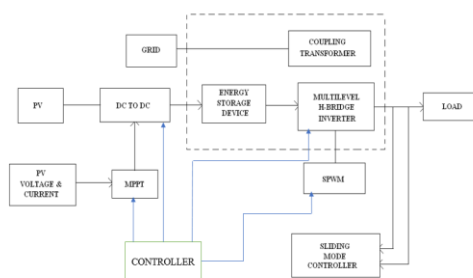 GRID
COUPLING
TRANSFORMER
PV
DC TO DC
ENERGY
STORAGE
DEVICE
MULTILEVEL
H-BRIDGE
INVERTER
LOAD
PV
VOLTAGE &
CURRENT
MPPT
SPWM
CONTROLLER
SLIDING
MODE
CONTROLLER